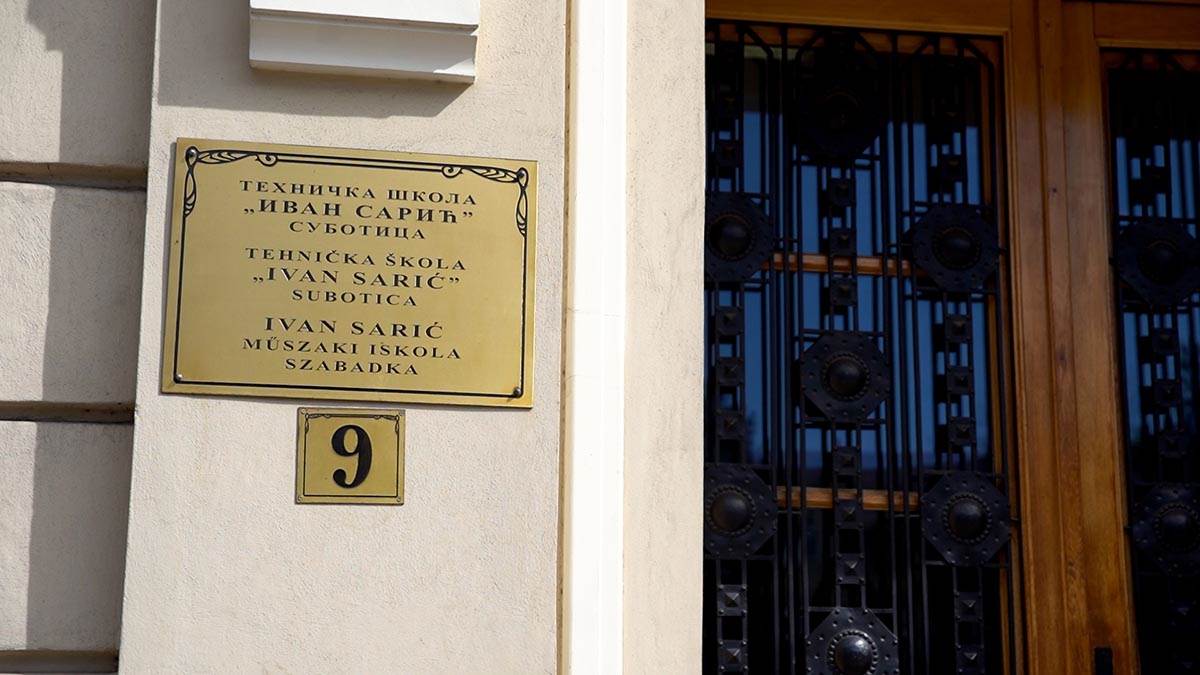 ТЕХНИЧКА ШКОЛА
„ИВАН САРИЋ”
СУБОТИЦА
TEHNIČKA ŠKOLA
„IVAN SARIĆ”
SUBOTICA
IVAN SARIĆ
MŰSZAKI ISKOLA
SZABADKA
9